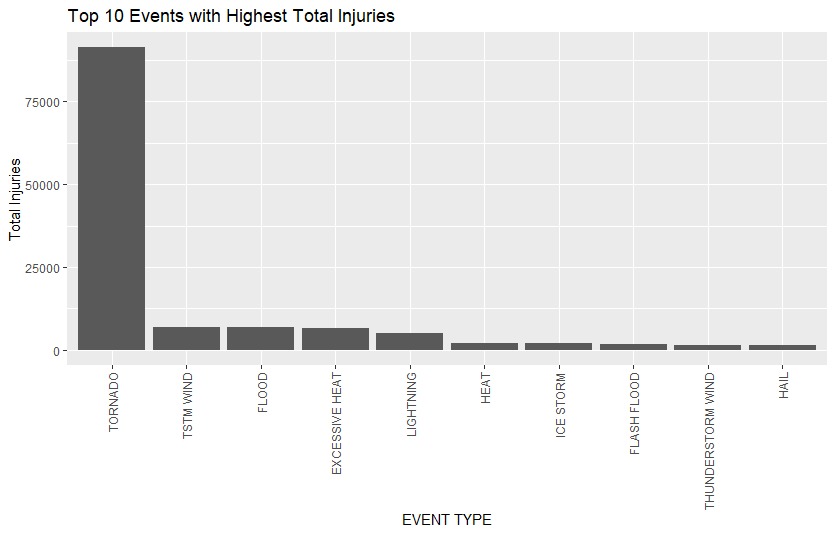 Top 10 Events with Highest Total Injuries
Total Injuries
75000
50000
25000
0
TORNADO
TSTM WIND
FLOOD
EXCESSIVE HEAT
LIGHTNING
HEAT
ICE STORM
FLASH FLOOD
THUNDERSTORM WIND
HAIL
EVENT TYPE